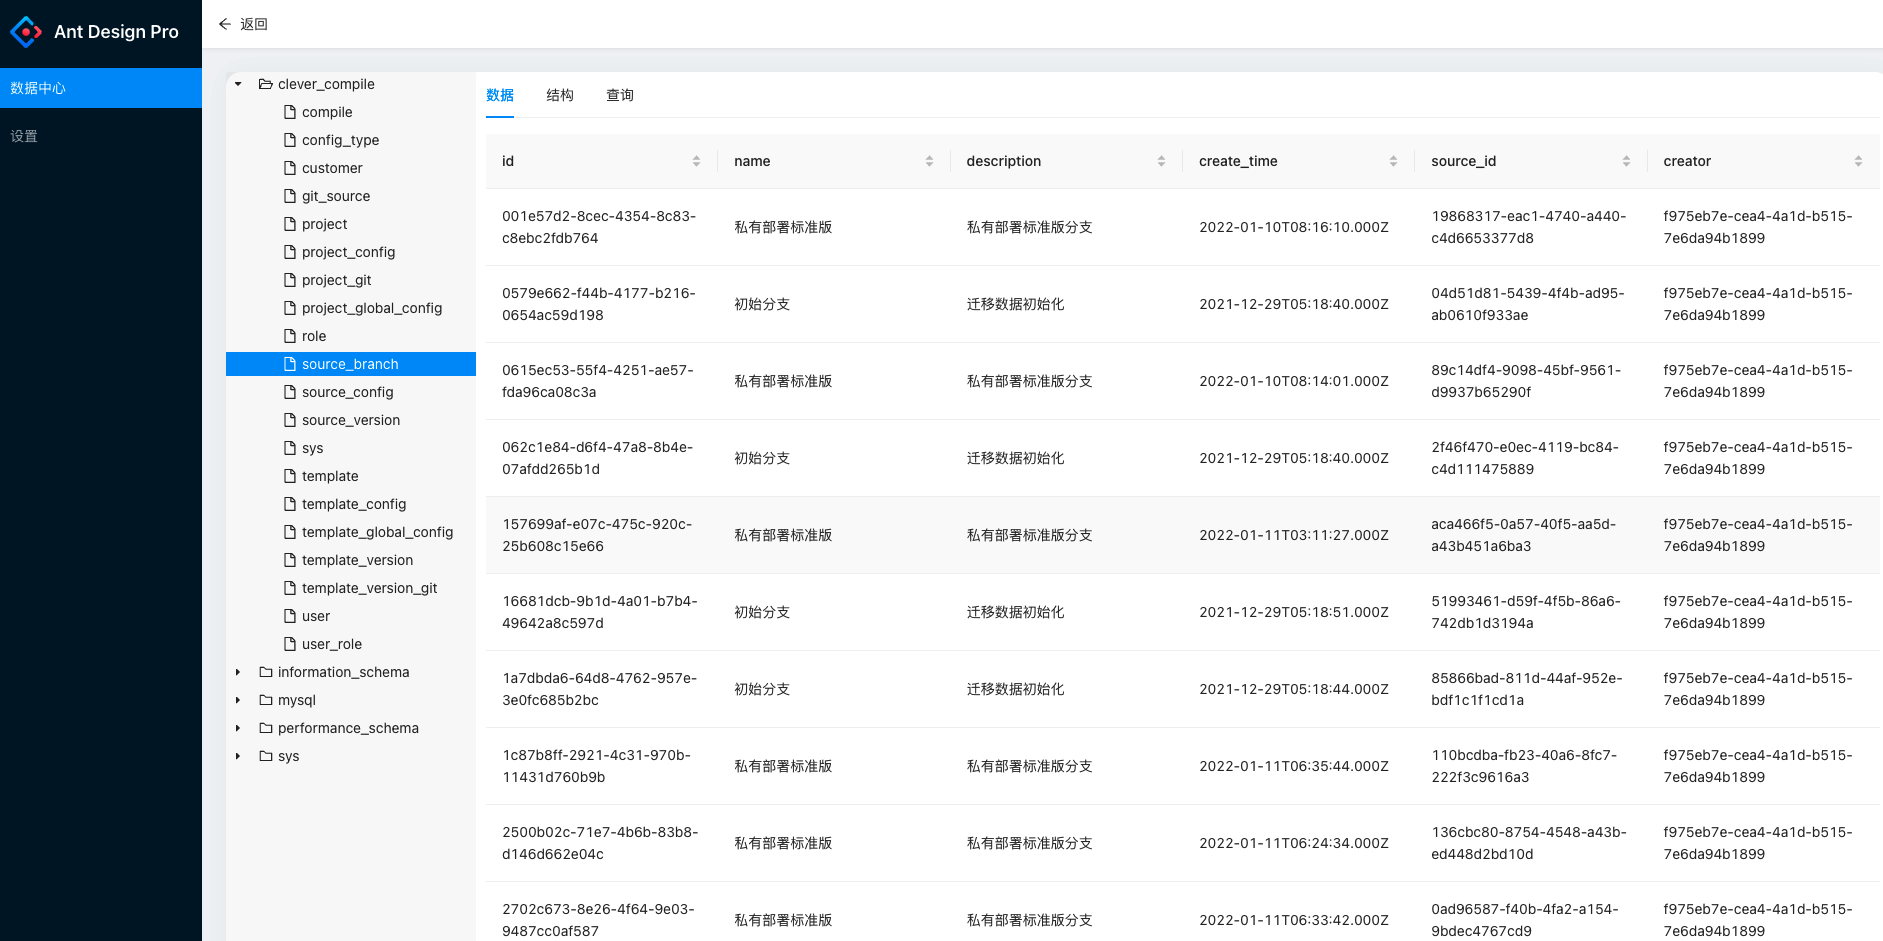 Ant Design Pro
数据中心
设置
返回
clever_compile
compile
config_type
customer
git_source
project
project_config
project_git
project_global_config
role
source_branch
source_config
source_version
sys
template
template_config
template_global_config
template_version
template_version_git
user
user_role
information_schema
mysql
performance_schema
sys
数据 结构 查询
id name description create_time source_id creator
001e57d2-8cec-4354-8c83- 19868317-eac1-4740-a440- f975eb7e-cea4-4a1d-b515-
私有部署标准版 私有部署标准版分支 2022-01-10T08:16:10.000Z
c8ebc2fdb764 c4d6653377d8 7e6da94b1899
0579e662-f44b-4177-b216- 04d51d81-5439-4f4b-ad95- f975eb7e-cea4-4a1d-b515-
初始分支 迁移数据初始化 2021-12-29T05:18:40.000Z
0654ac59d198 ab0610f933ae 7e6da94b1899
0615ec53-55f4-4251-ae57- 89c14df4-9098-45bf-9561- f975eb7e-cea4-4a1d-b515-
私有部署标准版 私有部署标准版分支 2022-01-10T08:14:01.000Z
fda96ca08c3a d9937b65290f 7e6da94b1899
062c1e84-d6f4-47a8-8b4e- 2f46f470-e0ec-4119-bc84- f975eb7e-cea4-4a1d-b515-
初始分支 迁移数据初始化 2021-12-29T05:18:40.000Z
07afdd265b1d c4d111475889 7e6da94b1899
157699af-e07c-475c-920c- aca466f5-0a57-40f5-aa5d- f975eb7e-cea4-4a1d-b515-
私有部署标准版 私有部署标准版分支 2022-01-11T03:11:27.000Z
25b608c15e66 a43b451a6ba3 7e6da94b1899
16681dcb-9b1d-4a01-b7b4- 51993461-d59f-4f5b-86a6- f975eb7e-cea4-4a1d-b515-
初始分支 迁移数据初始化 2021-12-29T05:18:51.000Z
49642a8c597d 742db1d3194a 7e6da94b1899
1a7dbda6-64d8-4762-957e- 85866bad-811d-44af-952e- f975eb7e-cea4-4a1d-b515-
初始分支 迁移数据初始化 2021-12-29T05:18:44.000Z
3e0fc685b2bc bdf1c1f1cd1a 7e6da94b1899
1c87b8ff-2921-4c31-970b- 110bcdba-fb23-40a6-8fc7- f975eb7e-cea4-4a1d-b515-
私有部署标准版 私有部署标准版分支 2022-01-11T06:35:44.000Z
11431d760b9b 222f3c9616a3 7e6da94b1899
2500b02c-71e7-4b6b-83b8- 136cbc80-8754-4548-a43b- f975eb7e-cea4-4a1d-b515-
私有部署标准版 私有部署标准版分支 2022-01-11T06:24:34.000Z
d146d662e04c ed448d2bd10d 7e6da94b1899
2702c673-8e26-4f64-9e03- 0ad96587-f40b-4fa2-a154- f975eb7e-cea4-4a1d-b515-
私有部署标准版 私有部署标准版分支 2022-01-11T06:33:42.000Z
9487cc0af587 9bdec4767cd9 7e6da94b1899